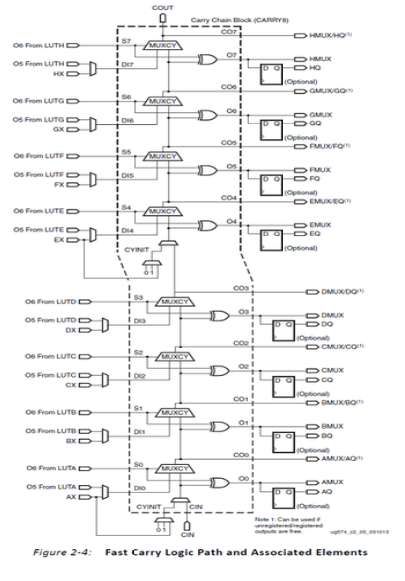 COUT
Carry Chain Block (CARRY8)
CO7 HMUX/HQ(1)
O6 From LUTH S7 MUXCY
O5 From LUTH DI7 O7 HMUX
HX HQ
(Optional)
CO6 GMUX/GQ(1)
O6 From LUTG S6 MUXCY
O5 From LUTG DI6 O6 GMUX
GX GQ
(Optional)
CO5 FMUX/FQ(1)
O6 From LUTF S5 MUXCY
O5 From LUTF DI5 O5 FMUX
FX FQ
(Optional)
CO4 EMUX/EQ(1)
O6 From LUTE S4 MUXCY
O5 From LUTE DI4 O4 EMUX
EX EQ
(Optional)
CYINIT
0 1
CO3 DMUX/DQ(1)
O6 From LUTD S3 MUXCY
O5 From LUTD DI3 O3 DMUX
DX DQ
(Optional)
CO2 CMUX/CQ(1)
O6 From LUTC S2 MUXCY
O5 From LUTC DI2 O2 CMUX
CX CQ
(Optional)
CO1 BMUX/BQ(1)
O6 From LUTB S1 MUXCY
O5 From LUTB DI1 O1 BMUX
BX BQ
(Optional)
CO0 AMUX/AQ(1)
O6 From LUTA S0 MUXCY
O5 From LUTA DI0 O0 AMUX
AX AQ
(Optional)
CYINIT CIN
0 1
CIN
Note 1: Can be used if
unregistered/registered
outputs are free.
ug574_c2_05_031013
Figure 2-4: Fast Carry Logic Path and Associated Elements